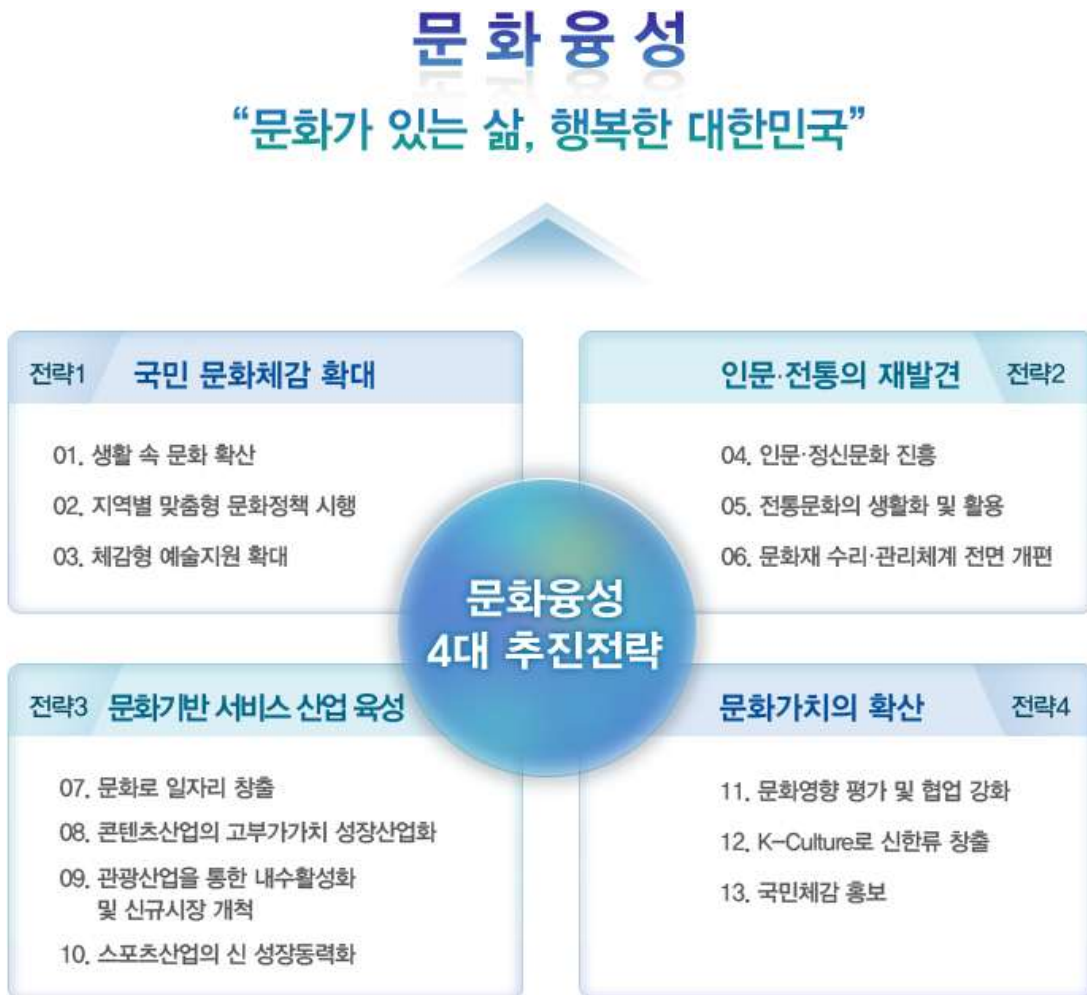 문화융성
“문화가 있는 삶, 행복한 대한민국”
전략1 국민 문화체감 확대
01. 생활 속 문화 확산
02. 지역별 맞춤형 문화정책 시행
03. 체감형 예술지원 확대
인문·전통의 재발견 전략2
04. 인문·정신문화 진흥
05. 전통문화의 생활화 및 활용
06. 문화재 수리·관리체계 전면 개편
문화융성
4대 추진전략
전략3 문화기반 서비스 산업 육성
07. 문화로 일자리 창출
08. 콘텐츠산업의 고부가가치 성장산업화
09. 관광산업을 통한 내수활성화
및 신규시장 개척
10. 스포츠산업의 신 성장동력화
문화가치의 확산 전략4
11. 문화영향 평가 및 협업 강화
12. K-Culture로 신한류 창출
13. 국민체감 홍보